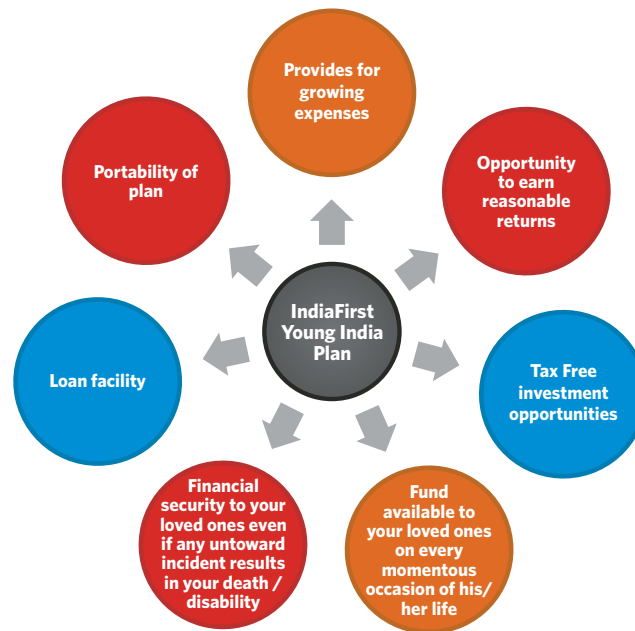 Provides for
growing
expenses
Opportunity
to earn
reasonable
returns
Tax Free
investment
opportunities
Fund
available to
your loved ones
on every
momentous
occasion of his/
her life
Financial
security to your
loved ones even
if any untoward
incident results
in your death /
disability
Loan facility
Portability of
plan
IndiaFirst
Young India
Plan